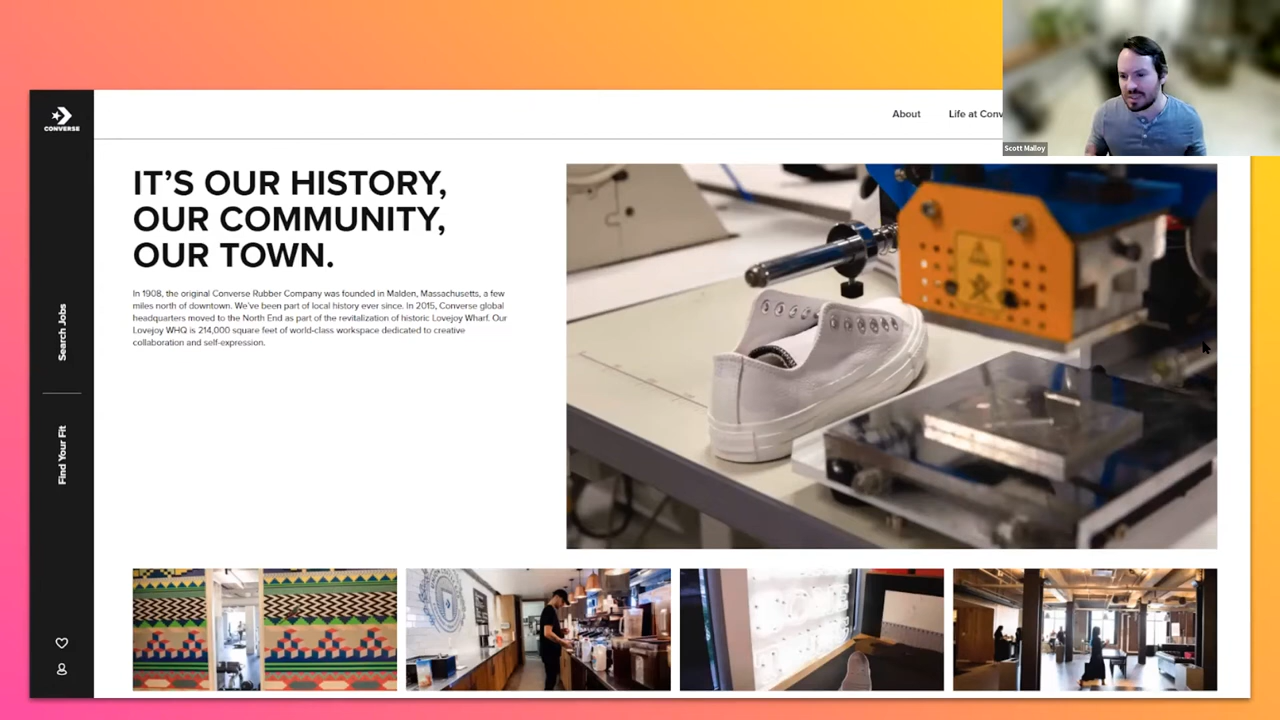 CONVERSE
About
Life at Conv
Scott Malloy
IT'S OUR HISTORY,
OUR COMMUNITY,
OUR TOWN.
In 1908, the original Converse Rubber Company was founded in Malden, Massachusetts, a few
miles north of downtown. We've been part of local history ever since. In 2015, Converse global
headquarters moved to the North End as part of the revitalization of historic Lovejoy Wharf. Our
Lovejoy WHQ is 214,000 square feet of world-class workspace dedicated to creative
collaboration and self-expression.
Search Jobs
Find Your Fit